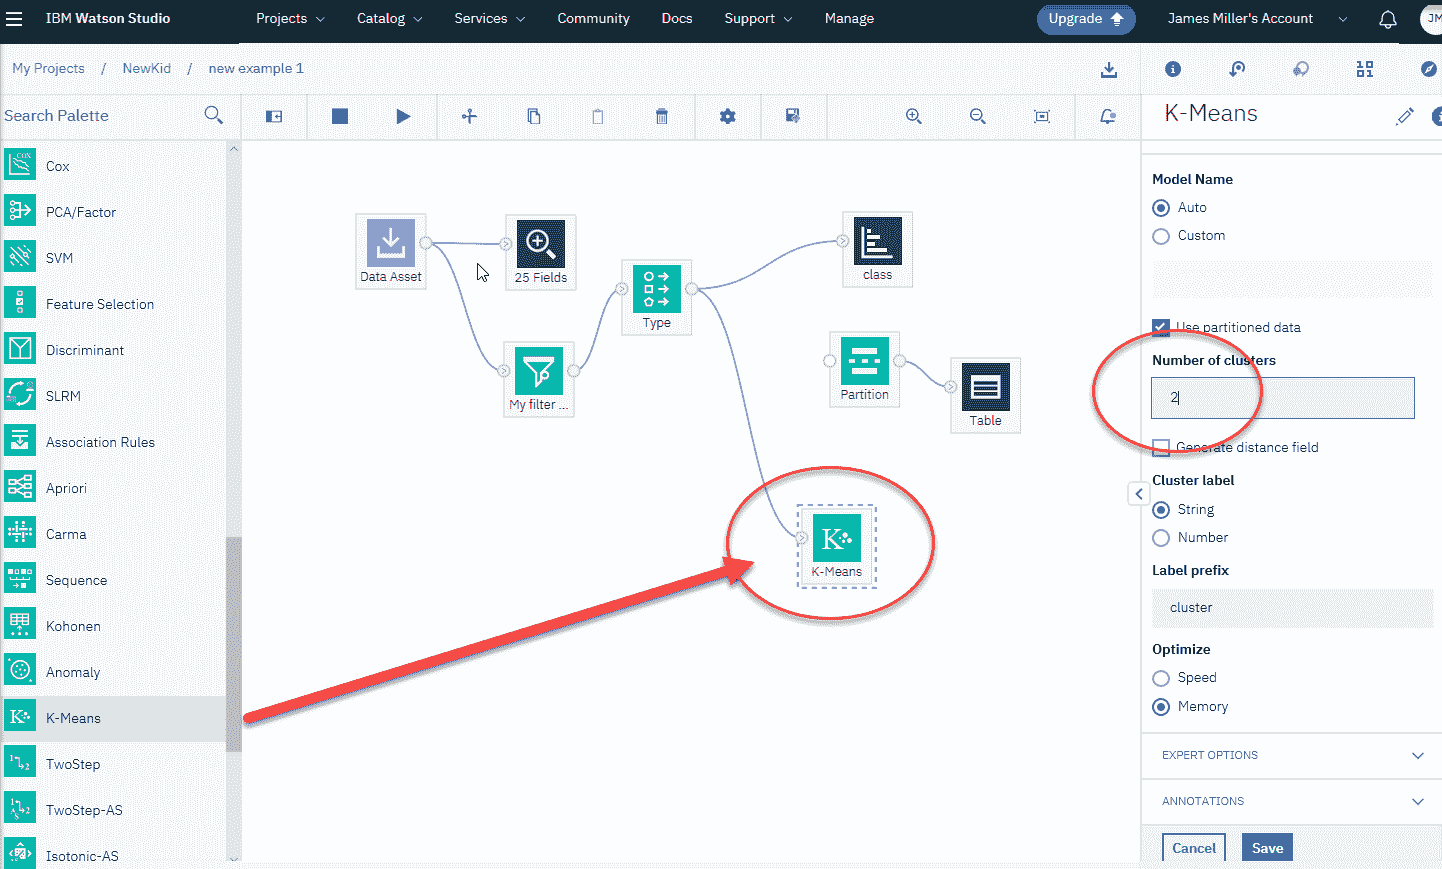 IBM Watson Studio
Projects
Catalog
Services
Community
Docs
Support
Manage
Upgrade
James Miller's Account
JM
My Projects / NewKid / new example 1
Search Palette
K-Means
Cox
PCA/Factor
SVM
Feature Selection
Discriminant
SLRM
Association Rules
Apriori
Carma
Sequence
Kohonen
Anomaly
K-Means
TwoStep
TwoStep-AS
Isotonic-AS
Data Asset
25 Fields
My filter ...
Type
class
Partition
Table
K-Means
Model Name
Auto
Custom
Use partitioned data
Number of clusters
2
Generate distance field
Cluster label
String
Number
Label prefix
cluster
Optimize
Speed
Memory
EXPERT OPTIONS
ANNOTATIONS
Cancel
Save